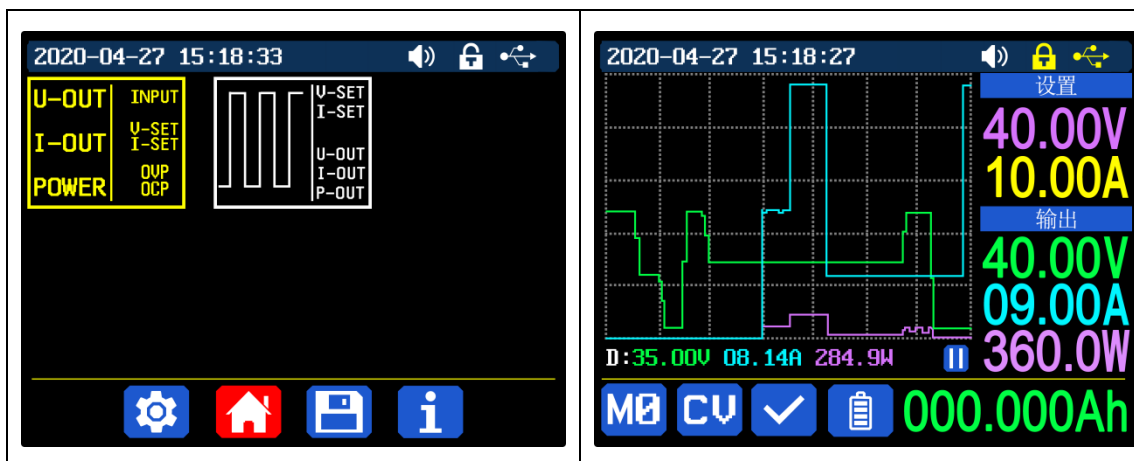 2020-04-27 15:18:33
U-OUT INPUT
I-OUT V-SET
I-SET
POWER OVP
OCP
V-SET
I-SET
U-OUT
I-OUT
P-OUT
i
2020-04-27 15:18:27
设置
40.00V
10.00A
输出
40.00V
09.00A
360.0W
D:35.00V 08.14A 284.9W
M0 CV 000.000Ah